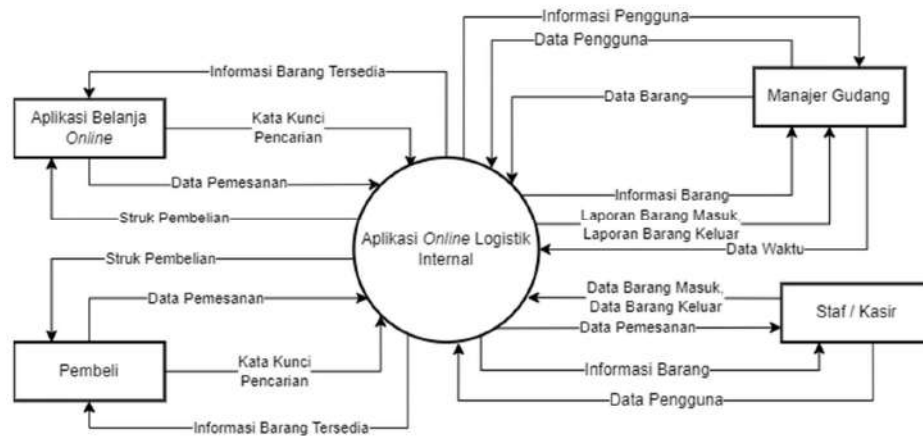 Informasi Pengguna
Data Pengguna
Informasi Barang Tersedia
Data Barang
Manajer Gudang
Aplikasi Belanja
Online
Kata Kunci
Pencarian
Data Pemesanan
Informasi Barang
Struk Pembelian
Laporan Barang Masuk,
Laporan Barang Keluar
Aplikasi Online Logistik
Internal
Data Waktu
Struk Pembelian
Data Pemesanan
Data Barang Masuk,
Data Barang Keluar
Staf / Kasir
Data Pemesanan
Pembeli
Kata Kunci
Pencarian
Informasi Barang
Data Pengguna
Informasi Barang Tersedia